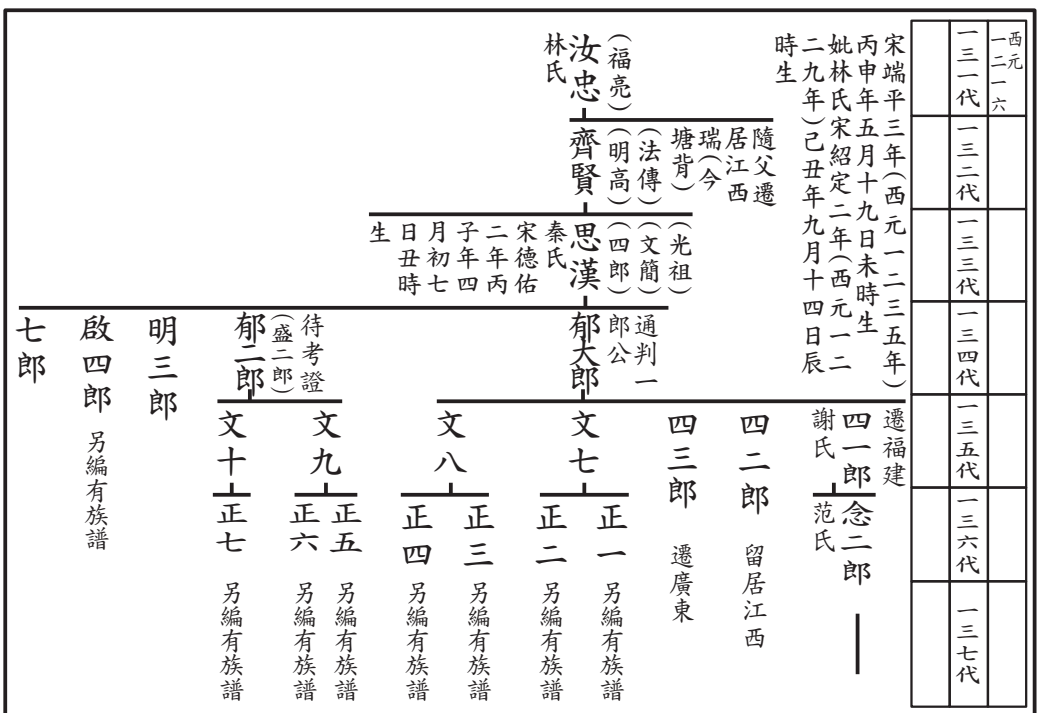 西元
一二一六
一三一代
一三二代
一三三代
一三四代
一三五代
一三六代
一三七代
宋端平三年(西元一二三五年)
丙申年五月十九日未時生
妣林氏宋紹定二年(西元一二
二九年)己丑年九月十四日辰
時生
(福亮)
汝忠
林氏
隨父遷
居江西
瑞(今
塘背)
(法傳)
(明高)
齊賢
(光祖)
(文簡)
(四郎)
思漢
秦氏
宋德佑
二年丙
子年四
月初七
日丑時
生
通判一
郎公
郁大郎
待考證
(盛二郎)
郁二郎
明三郎
啟四郎
另編有族譜
七郎
遷福建
四一郎
謝氏
四二郎
留居江西
四三郎
遷廣東
文七
文八
文九
文十
念二郎
范氏
正一
另編有族譜
正二
另編有族譜
正三
另編有族譜
正四
另編有族譜
正五
另編有族譜
正六
另編有族譜
正七
另編有族譜